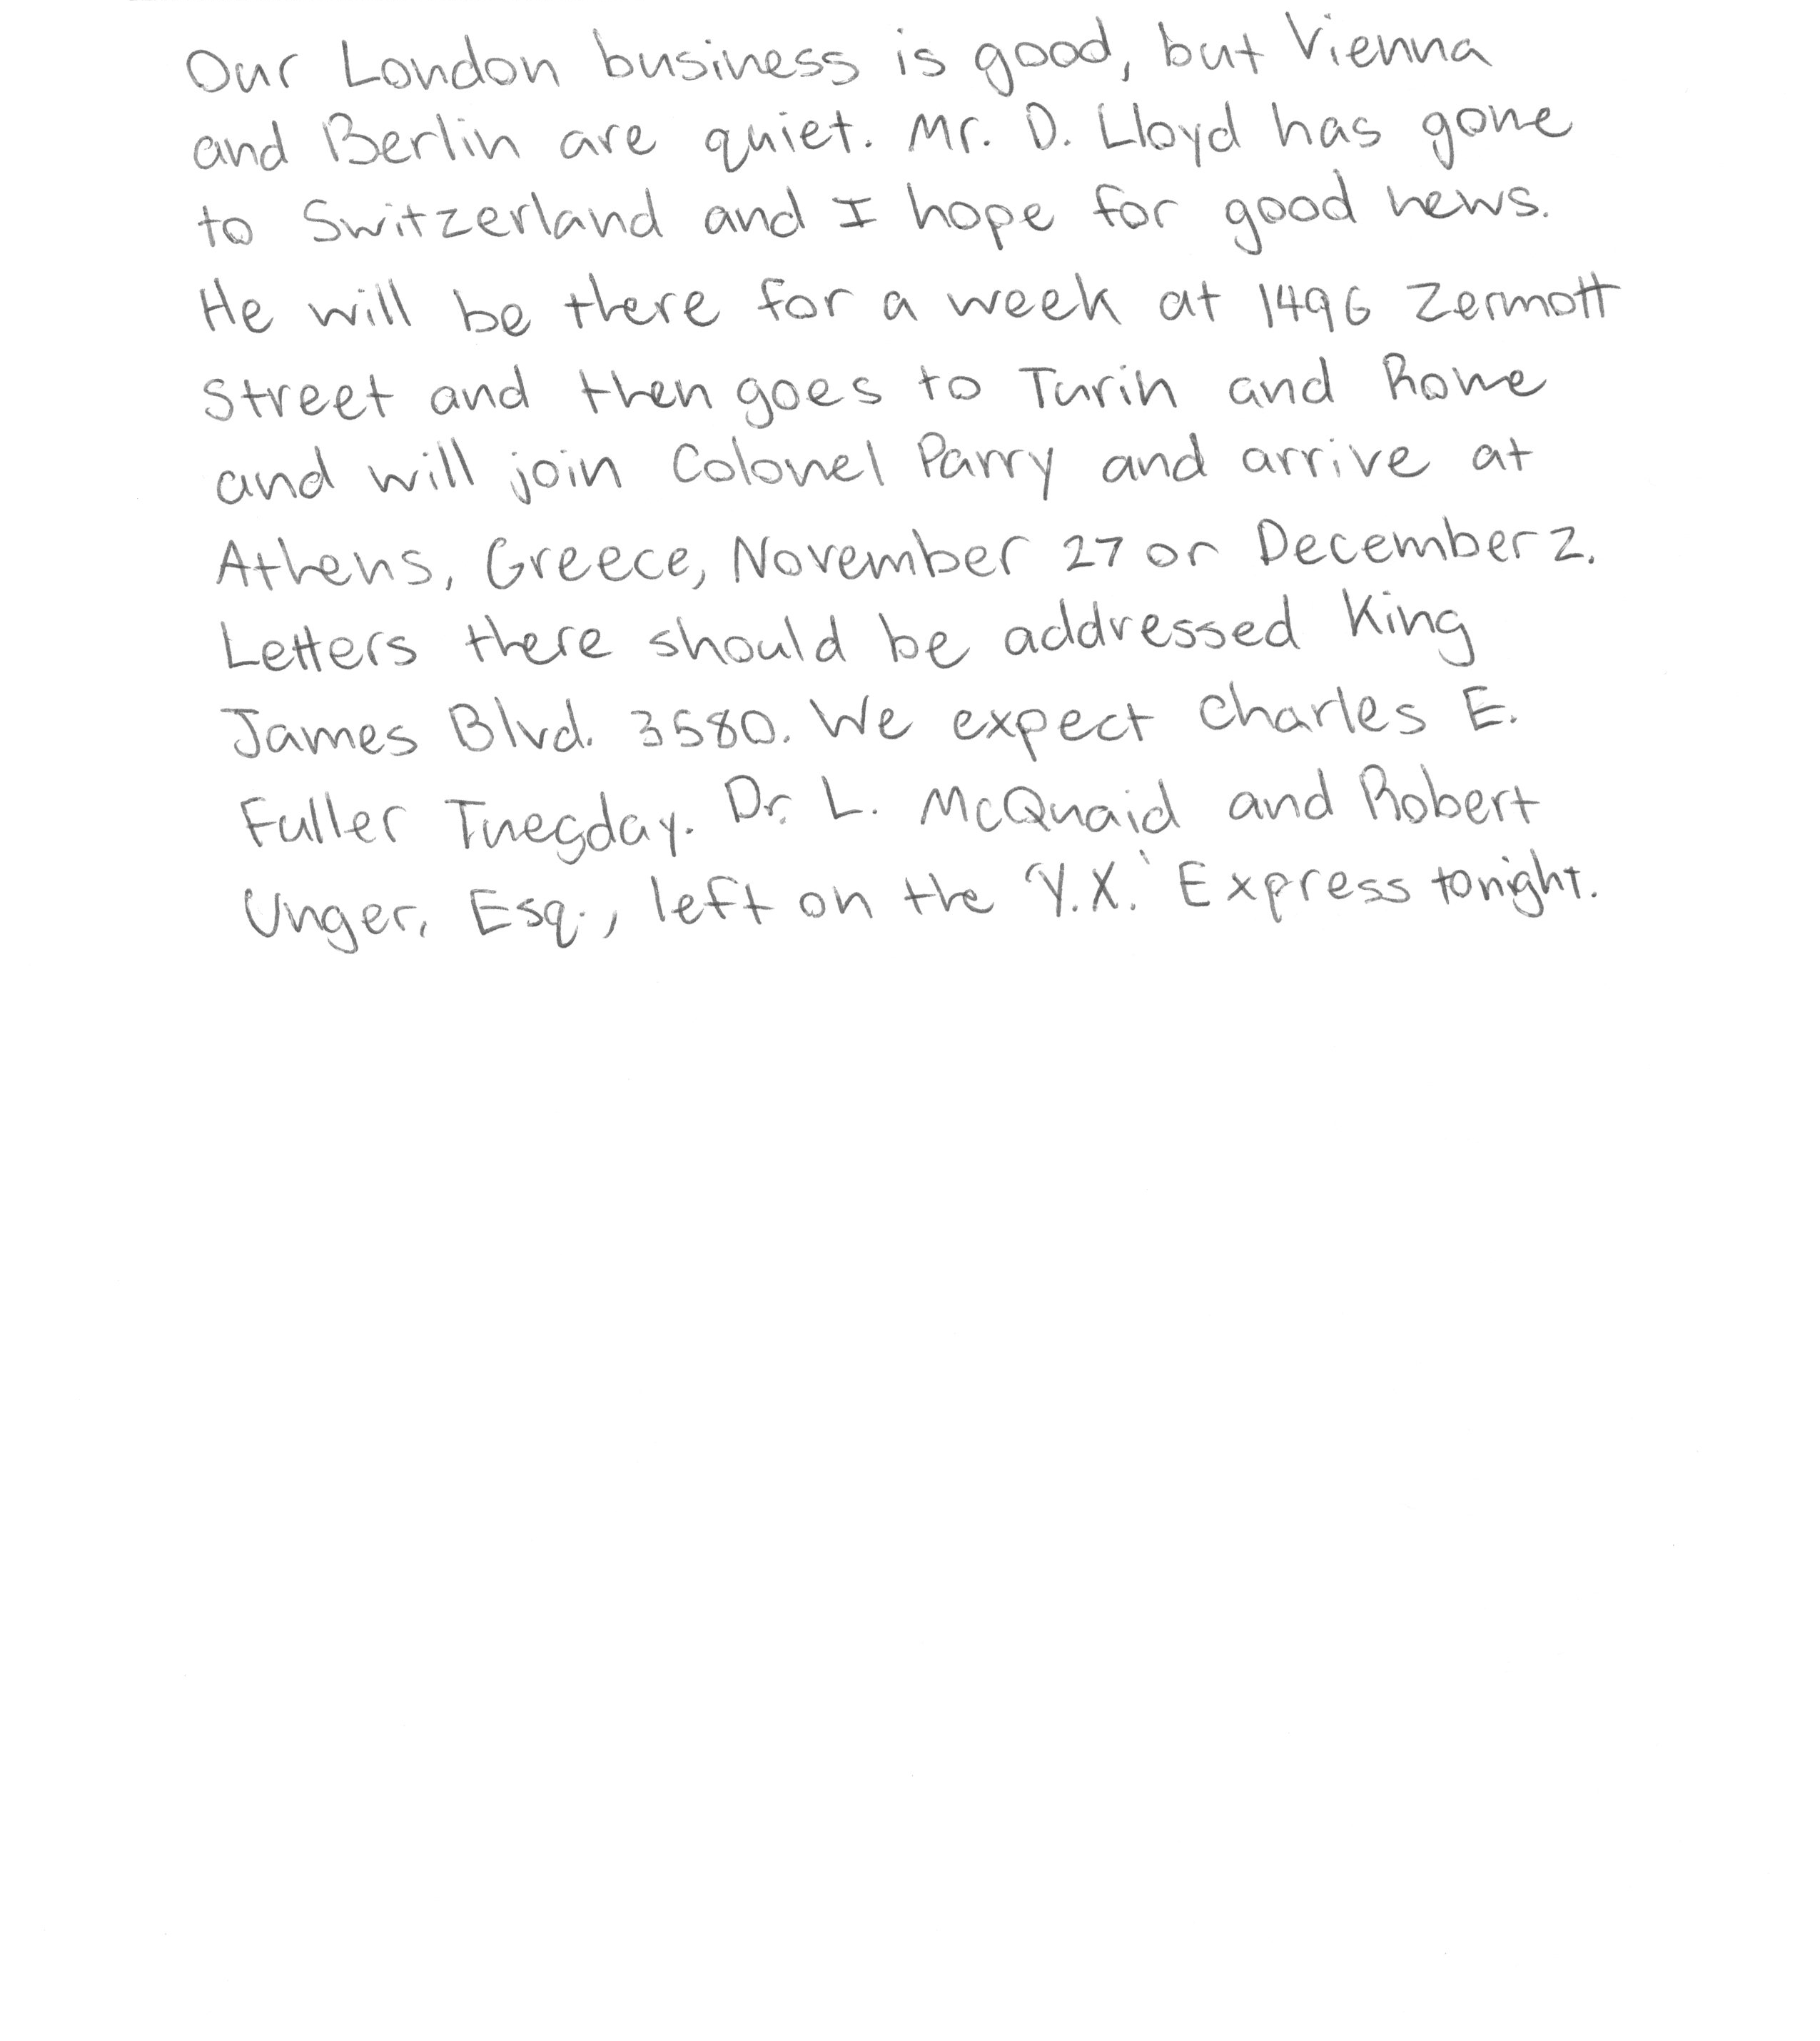 Our London business is good, but Vienna
and Berlin are quiet. Mr. D. Lloyd has gone
to Switzerland and I hope for good news.
He will be there for a week at 1496 Zermott
Street and then goes to Turin and Rome
and will join Colonel Parry and arrive at
Athens, Greece, November 27 or December 2.
Letters there should be addressed King
James Blvd. 3580. We expect Charles E.
Fuller Tuesday. Dr. L. McQuaid and Robert
Unger, Esq., left on the 'Y.X.' Express tonight.